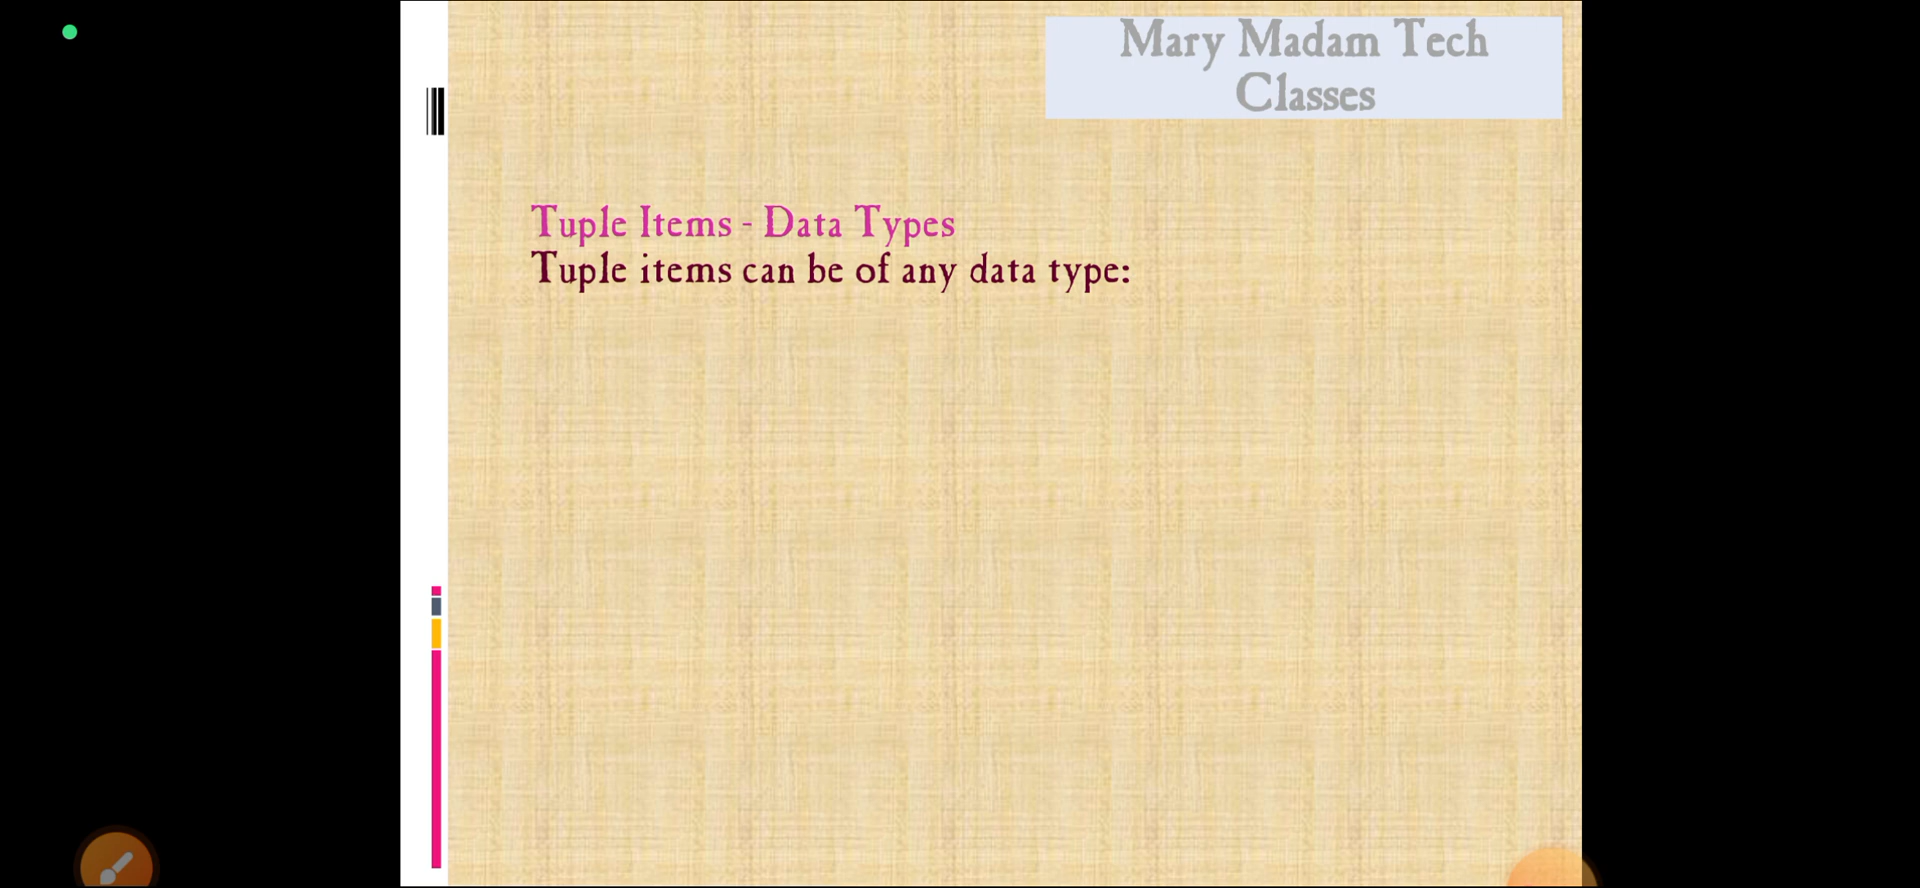 Mary Madam Tech
Classes
Tuple Items - Data Types
Tuple items can be of any data type: